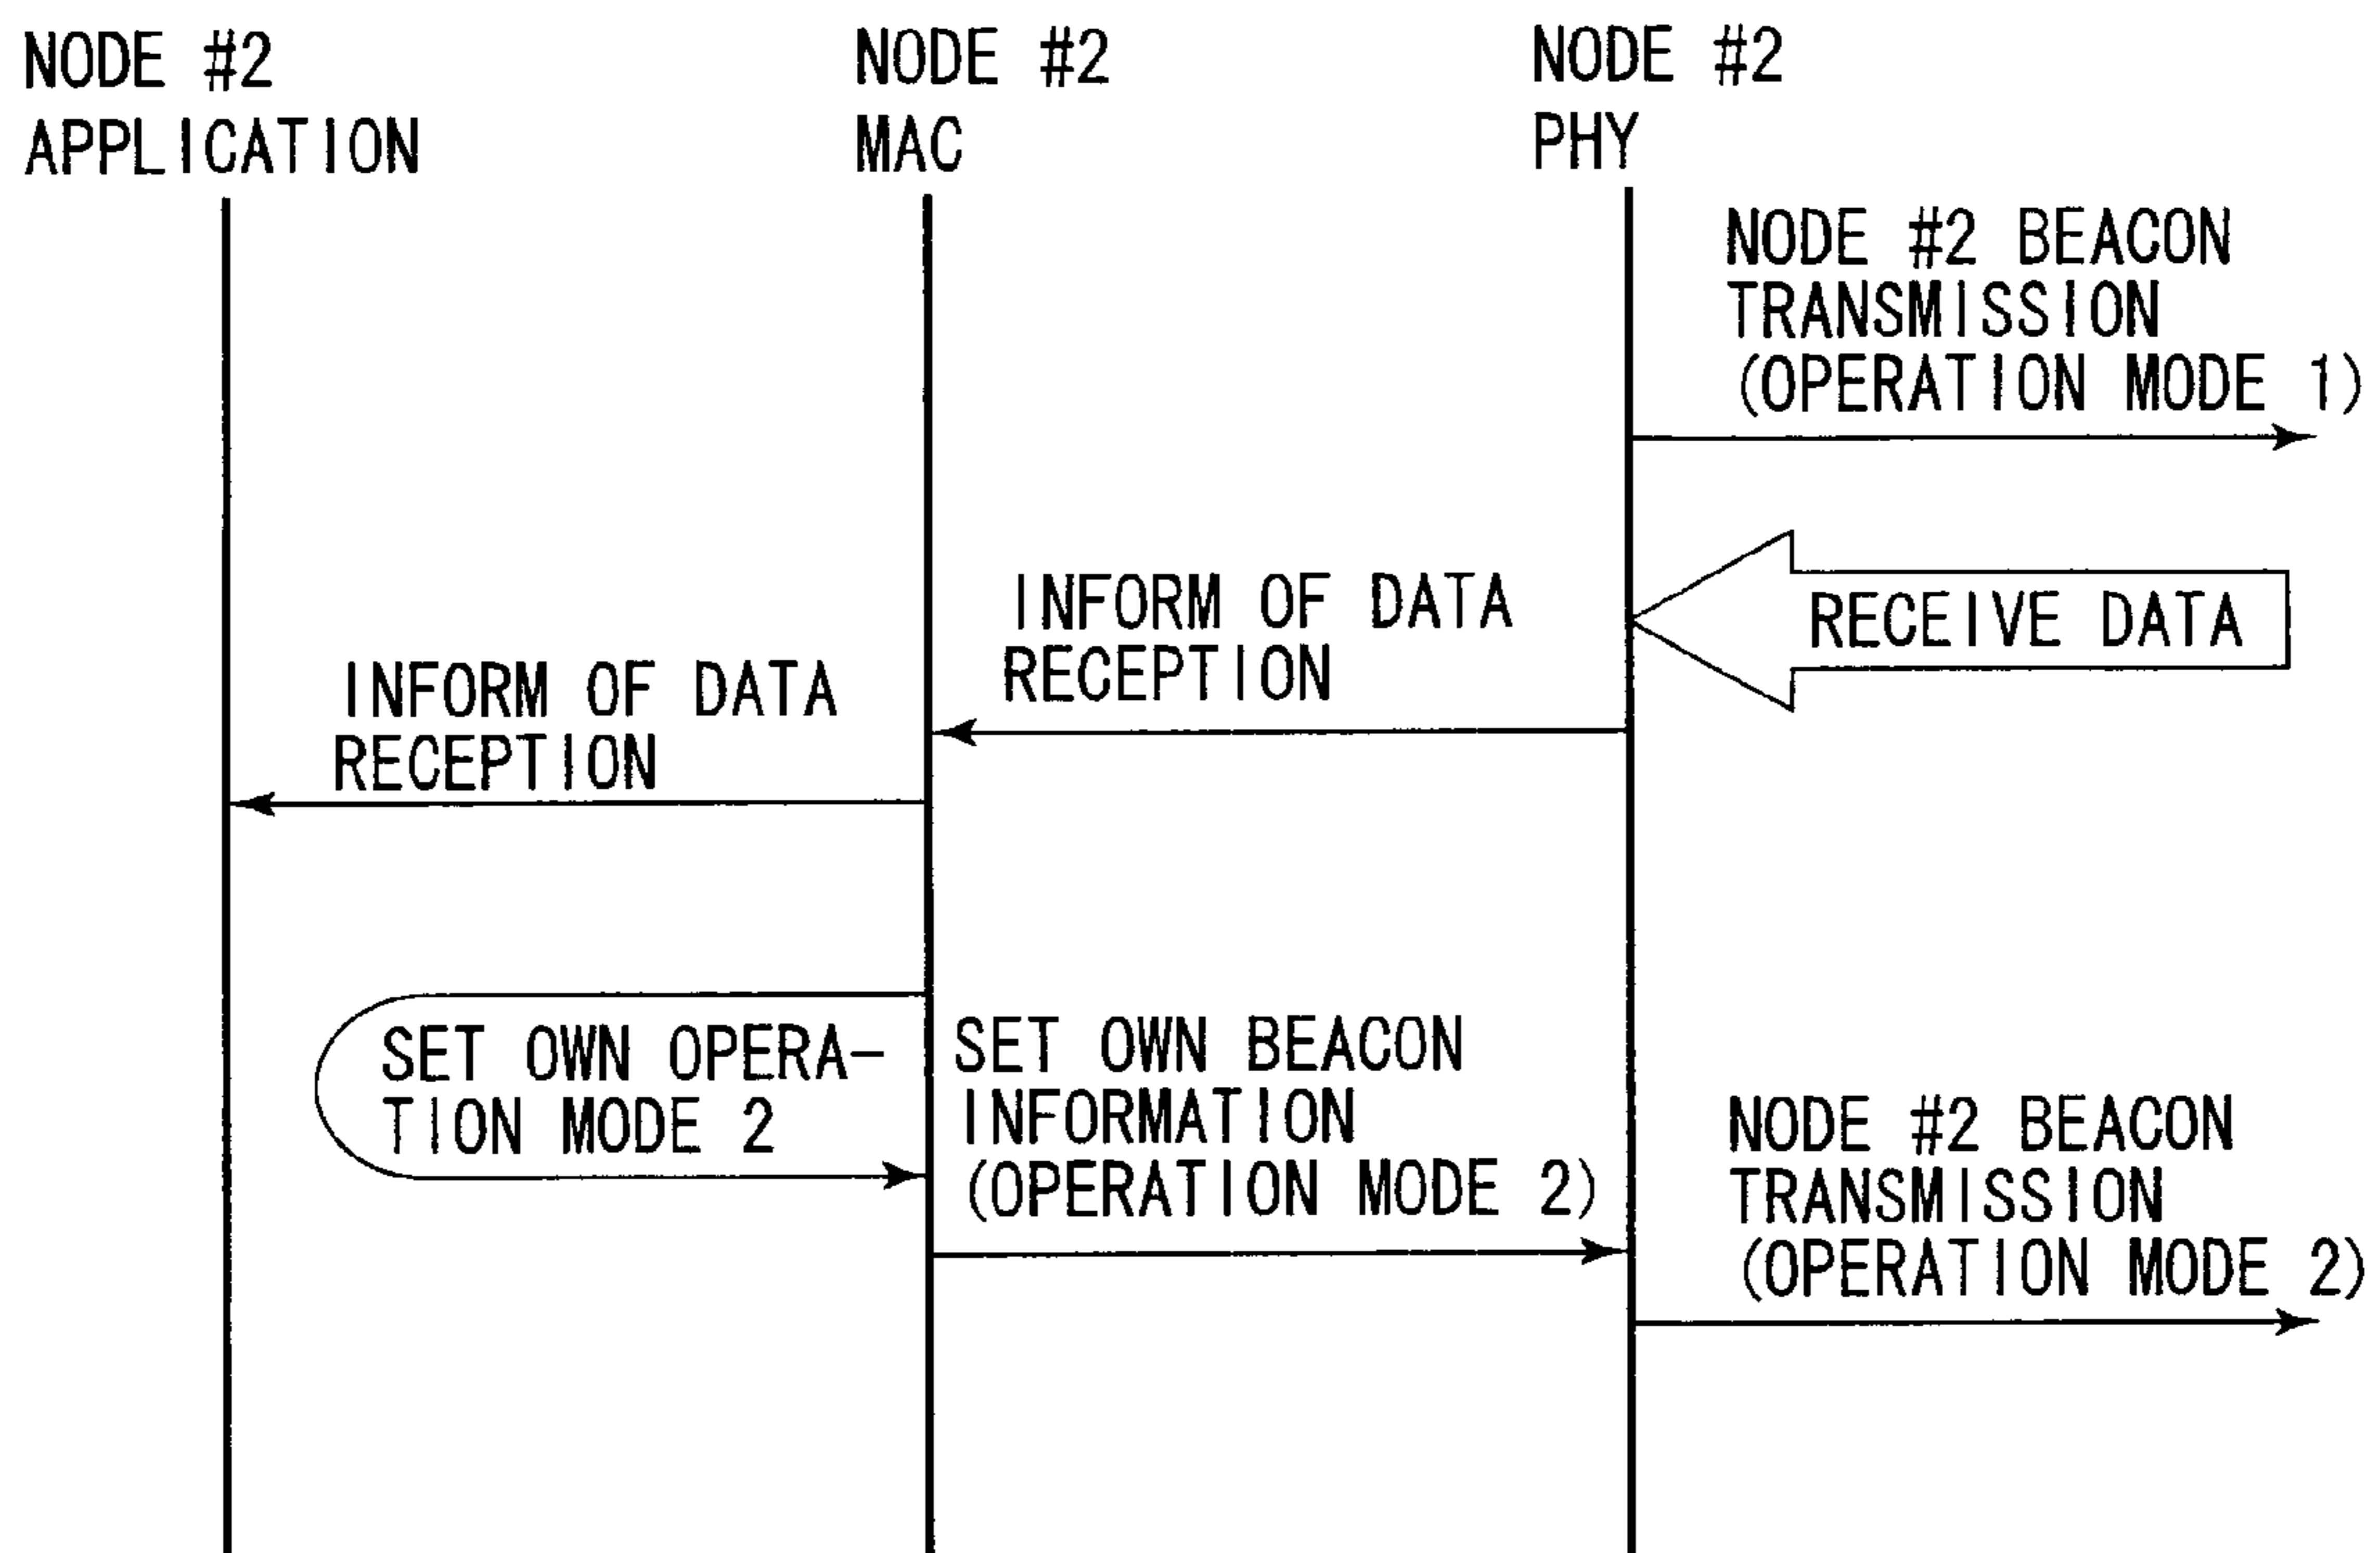 NODE #2
APPLICATION
NODE #2
MAC
NODE #2
PHY
NODE #2 BEACON
TRANSMISSION
(OPERATION MODE 1)
RECEIVE DATA
INFORM OF DATA
RECEPTION
INFORM OF DATA
RECEPTION
SET OWN OPERA-
TION MODE 2
SET OWN BEACON
INFORMATION
(OPERATION MODE 2)
NODE #2 BEACON
TRANSMISSION
(OPERATION MODE 2)